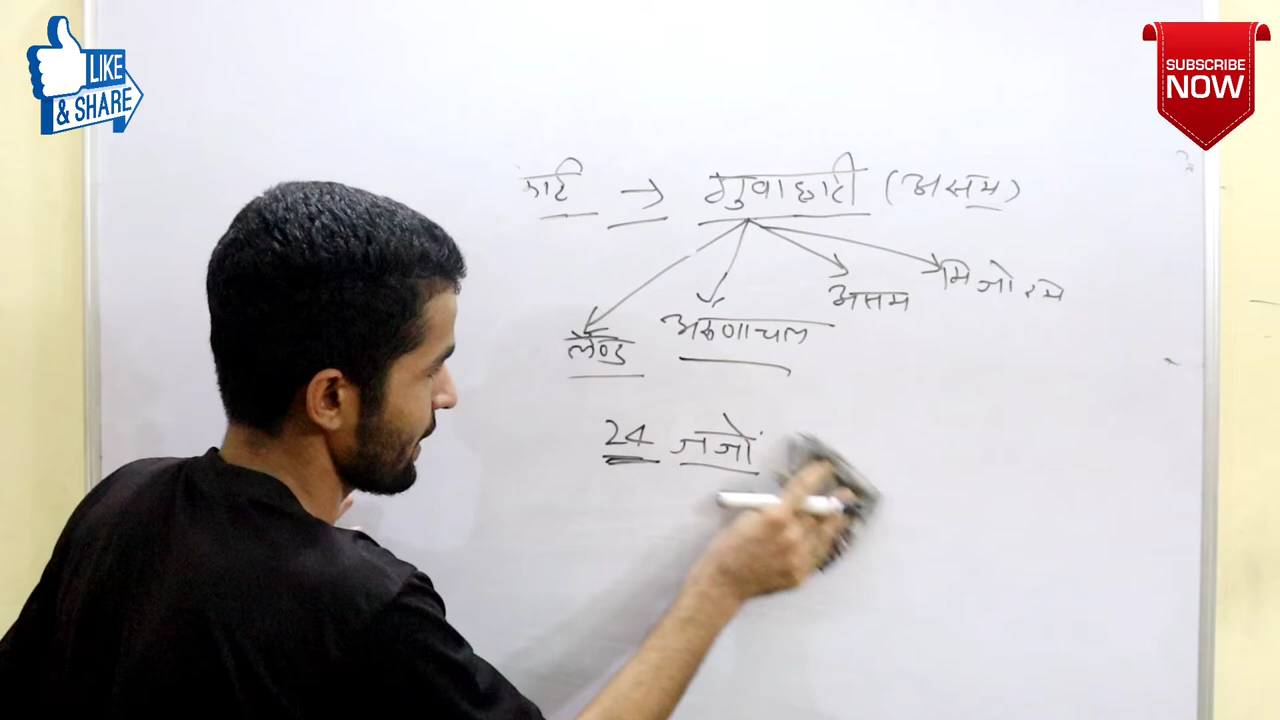 LIKE
& SHARE
SUBSCRIBE
NOW
→ गुवाहाटी (असम)
लैण्ड अरुणाचल असम मिजोरम
24 जजों